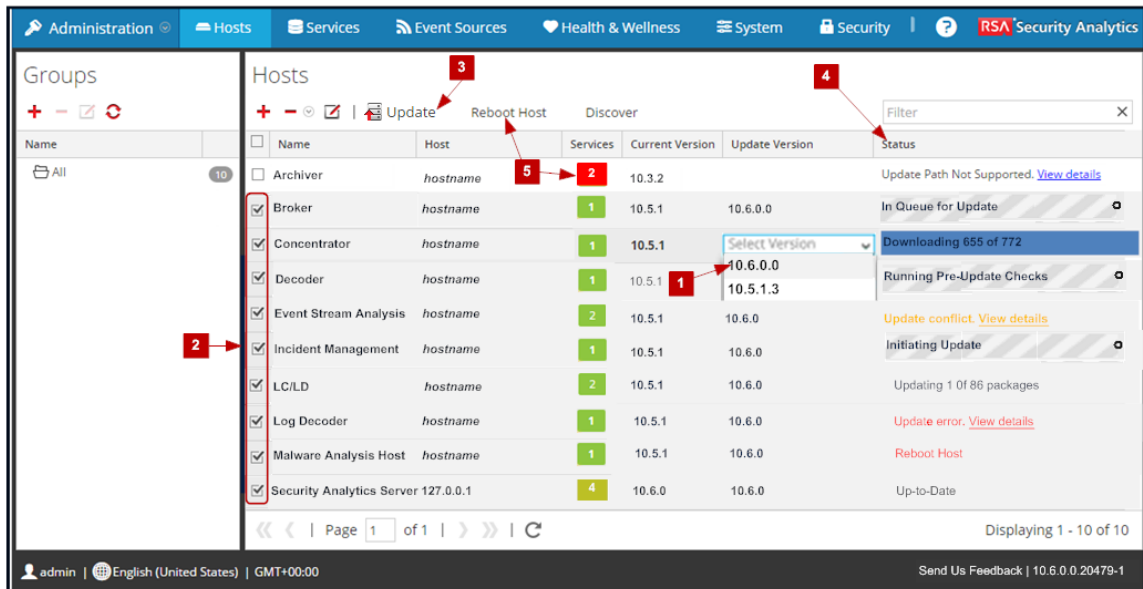 Administration Hosts Services Event Sources Health & Wellness System Security ? RSA Security Analytics
Groups
Name
All 10
Hosts
3
4
Update Reboot Host Discover Filter
5
Name Host Services Current Version Update Version Status
Archiver hostname 2 10.3.2 Update Path Not Supported. View details
Broker hostname 1 10.5.1 10.6.0.0 In Queue for Update
Concentrator hostname 1 10.5.1 Select Version Downloading 655 of 772
1
10.6.0.0
10.5.1.3
Decoder hostname 1 10.5.1 Running Pre-Update Checks
Event Stream Analysis hostname 2 10.5.1 10.6.0 Update conflict. View details
2
Incident Management hostname 1 10.5.1 10.6.0 Initiating Update
LC/LD hostname 2 10.5.1 10.6.0 Updating 1 0f 86 packages
Log Decoder hostname 1 10.5.1 10.6.0 Update error. View details
Malware Analysis Host hostname 1 10.5.1 10.6.0 Reboot Host
Security Analytics Server 127.0.0.1 4 10.6.0 10.6.0 Up-to-Date
Page 1 of 1 Displaying 1 - 10 of 10
admin | English (United States) | GMT+00:00 Send Us Feedback | 10.6.0.0.20479-1